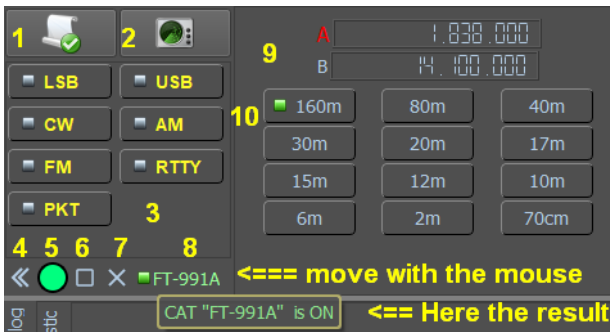 1 2
9
A 1.838.000
B 14.100.000
LSB USB
10
160m 80m 40m
CW AM
30m 20m 17m
FM RTTY
15m 12m 10m
PKT 3
6m 2m 70cm
4 5 6 7 8
FT-991A <=== move with the mouse
log stic CAT "FT-991A" is ON <== Here the result